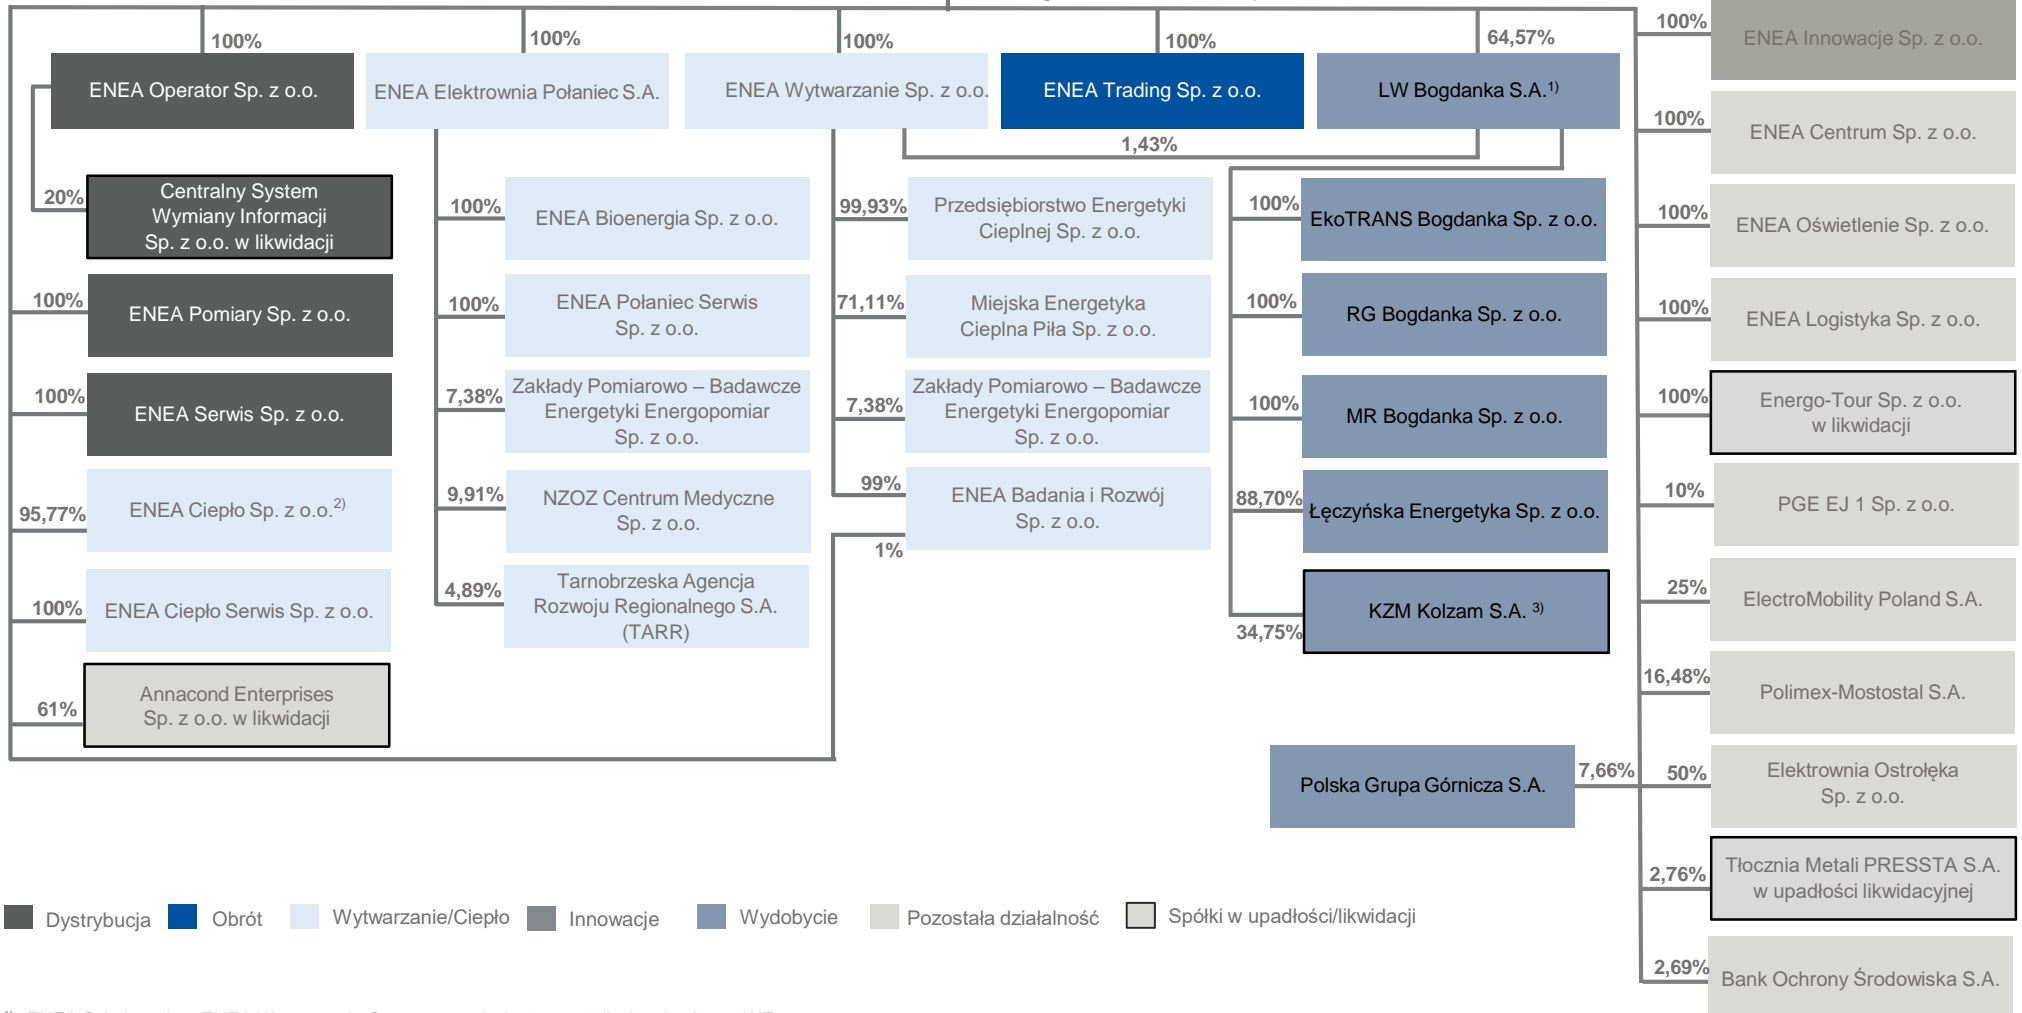 100%
100%
100%
100%
64,57%
100%
ENEA Operator Sp. z o.o.
ENEA Elektrownia Połaniec S.A.
ENEA Wytwarzanie Sp. z o.o.
ENEA Trading Sp. z o.o.
LW Bogdanka S.A.1)
ENEA Innowacje Sp. z o.o.
1,43%
100%
ENEA Centrum Sp. z o.o.
20%
Centralny System
Wymiany Informacji
Sp. z o.o. w likwidacji
100%
ENEA Bioenergia Sp. z o.o.
99,93%
Przedsiębiorstwo Energetyki
Cieplnej Sp. z o.o.
100%
EkoTRANS Bogdanka Sp. z o.o.
100%
ENEA Oświetlenie Sp. z o.o.
100%
ENEA Pomiary Sp. z o.o.
100%
ENEA Połaniec Serwis
Sp. z o.o.
71,11%
Miejska Energetyka
Cieplna Piła Sp. z o.o.
100%
RG Bogdanka Sp. z o.o.
100%
ENEA Logistyka Sp. z o.o.
100%
ENEA Serwis Sp. z o.o.
7,38%
Zakłady Pomiarowo – Badawcze
Energetyki Energopomiar
Sp. z o.o.
7,38%
Zakłady Pomiarowo – Badawcze
Energetyki Energopomiar
Sp. z o.o.
100%
MR Bogdanka Sp. z o.o.
100%
Energo-Tour Sp. z o.o.
w likwidacji
95,77%
ENEA Ciepło Sp. z o.o.2)
9,91%
NZOZ Centrum Medyczne
Sp. z o.o.
99%
ENEA Badania i Rozwój
Sp. z o.o.
1%
88,70%
Łęczyńska Energetyka Sp. z o.o.
10%
PGE EJ 1 Sp. z o.o.
100%
ENEA Ciepło Serwis Sp. z o.o.
4,89%
Tarnobrzeska Agencja
Rozwoju Regionalnego S.A.
(TARR)
34,75%
KZM Kolzam S.A. 3)
25%
ElectroMobility Poland S.A.
61%
Annacond Enterprises
Sp. z o.o. w likwidacji
16,48%
Polimex-Mostostal S.A.
Polska Grupa Górnicza S.A.
7,66%
50%
Elektrownia Ostrołęka
Sp. z o.o.
2,76%
Tłocznia Metali PRESSTA S.A.
w upadłości likwidacyjnej
Dystrybucja
Obrót
Wytwarzanie/Ciepło
Innowacje
Wydobycie
Pozostała działalność
Spółki w upadłości/likwidacji
2,69%
Bank Ochrony Środowiska S.A.